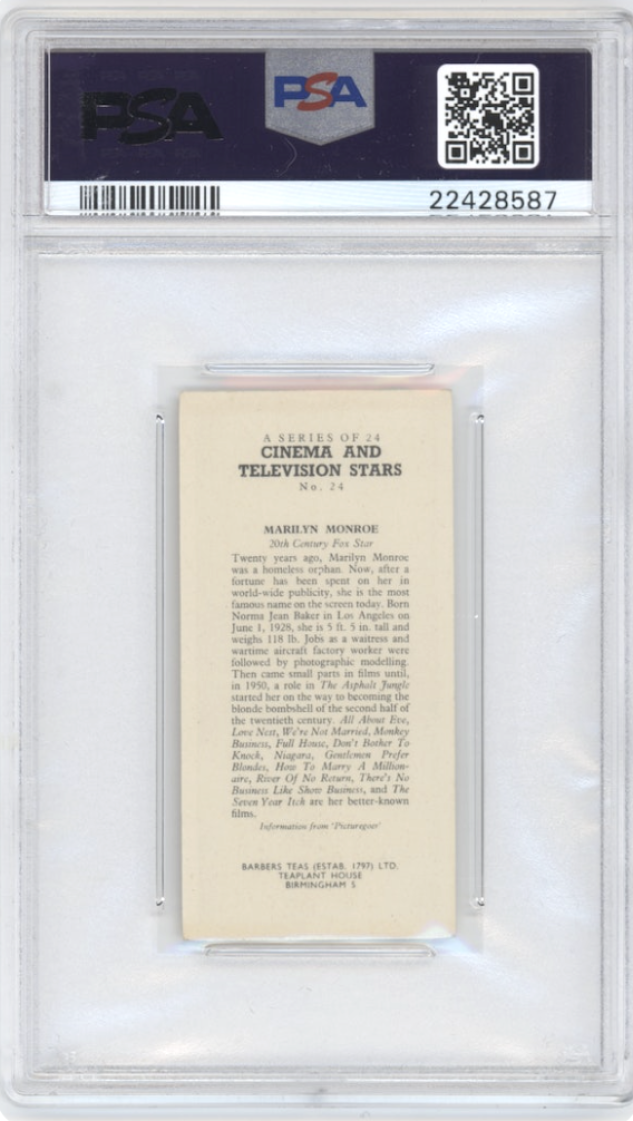 PSA PSA
22428587
A SERIES OF 24
CINEMA AND
TELEVISION STARS
No. 24
MARILYN MONROE
20th Century Fox Star
Twenty years ago, Marilyn Monroe
was a homeless orphan. Now, after a
fortune has been spent on her in
world-wide publicity, she is the most
famous name on the screen today. Born
Norma Jean Baker in Los Angeles on
June 1, 1928, she is 5 ft. 5 in. tall and
weighs 118 lb. Jobs as a waitress and
wartime aircraft factory worker were
followed by photographic modelling.
Then came small parts in films until,
in 1950, a role in The Asphalt Jungle
started her on the way to becoming the
blonde bombshell of the second half of
the twentieth century. All About Eve,
Love Nest, We're Not Married, Monkey
Business, Full House, Don't Bother To
Knock, Niagara, Gentlemen Prefer
Blondes, How To Marry A Million-
aire, River Of No Return, There's No
Business Like Show Business, and The
Seven Year Itch are her better-known
films.
Information from 'Picturegoer'
BARBERS TEAS (ESTAB. 1797) LTD.
TEAPLANT HOUSE
BIRMINGHAM 5